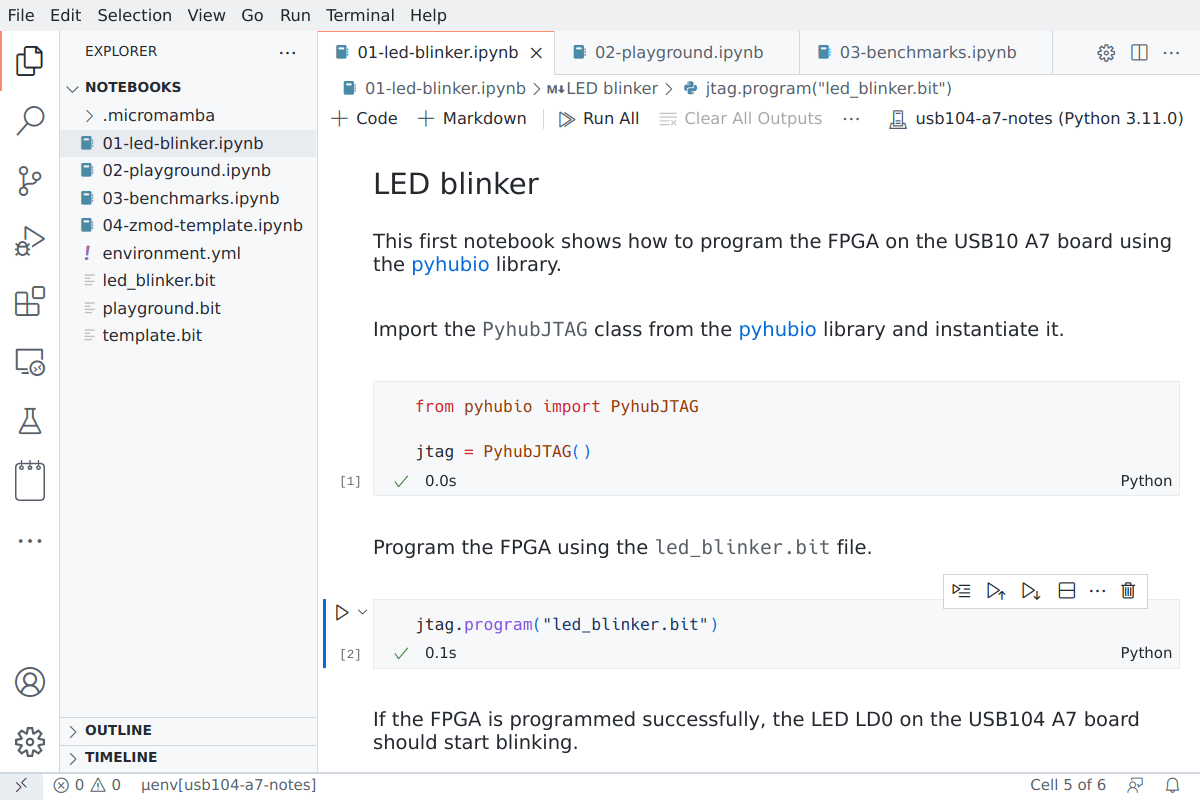 File Edit Selection View Go Run Terminal Help
EXPLORER
NOTEBOOKS
.micromamba
01-led-blinker.ipynb
02-playground.ipynb
03-benchmarks.ipynb
04-zmod-template.ipynb
! environment.yml
led_blinker.bit
playground.bit
template.bit
OUTLINE
TIMELINE
01-led-blinker.ipynb 02-playground.ipynb 03-benchmarks.ipynb
01-led-blinker.ipynb > M↓LED blinker > jtag.program("led_blinker.bit")
+ Code + Markdown Run All Clear All Outputs ··· usb104-a7-notes (Python 3.11.0)
LED blinker
This first notebook shows how to program the FPGA on the USB10 A7 board using
the pyhubio library.
Import the PyhubJTAG class from the pyhubio library and instantiate it.
from pyhubio import PyhubJTAG
jtag = PyhubJTAG()
[1] 0.0s Python
Program the FPGA using the led_blinker.bit file.
jtag.program("led_blinker.bit")
[2] 0.1s Python
If the FPGA is programmed successfully, the LED LD0 on the USB104 A7 board
should start blinking.
0 0 μenv[usb104-a7-notes] Cell 5 of 6